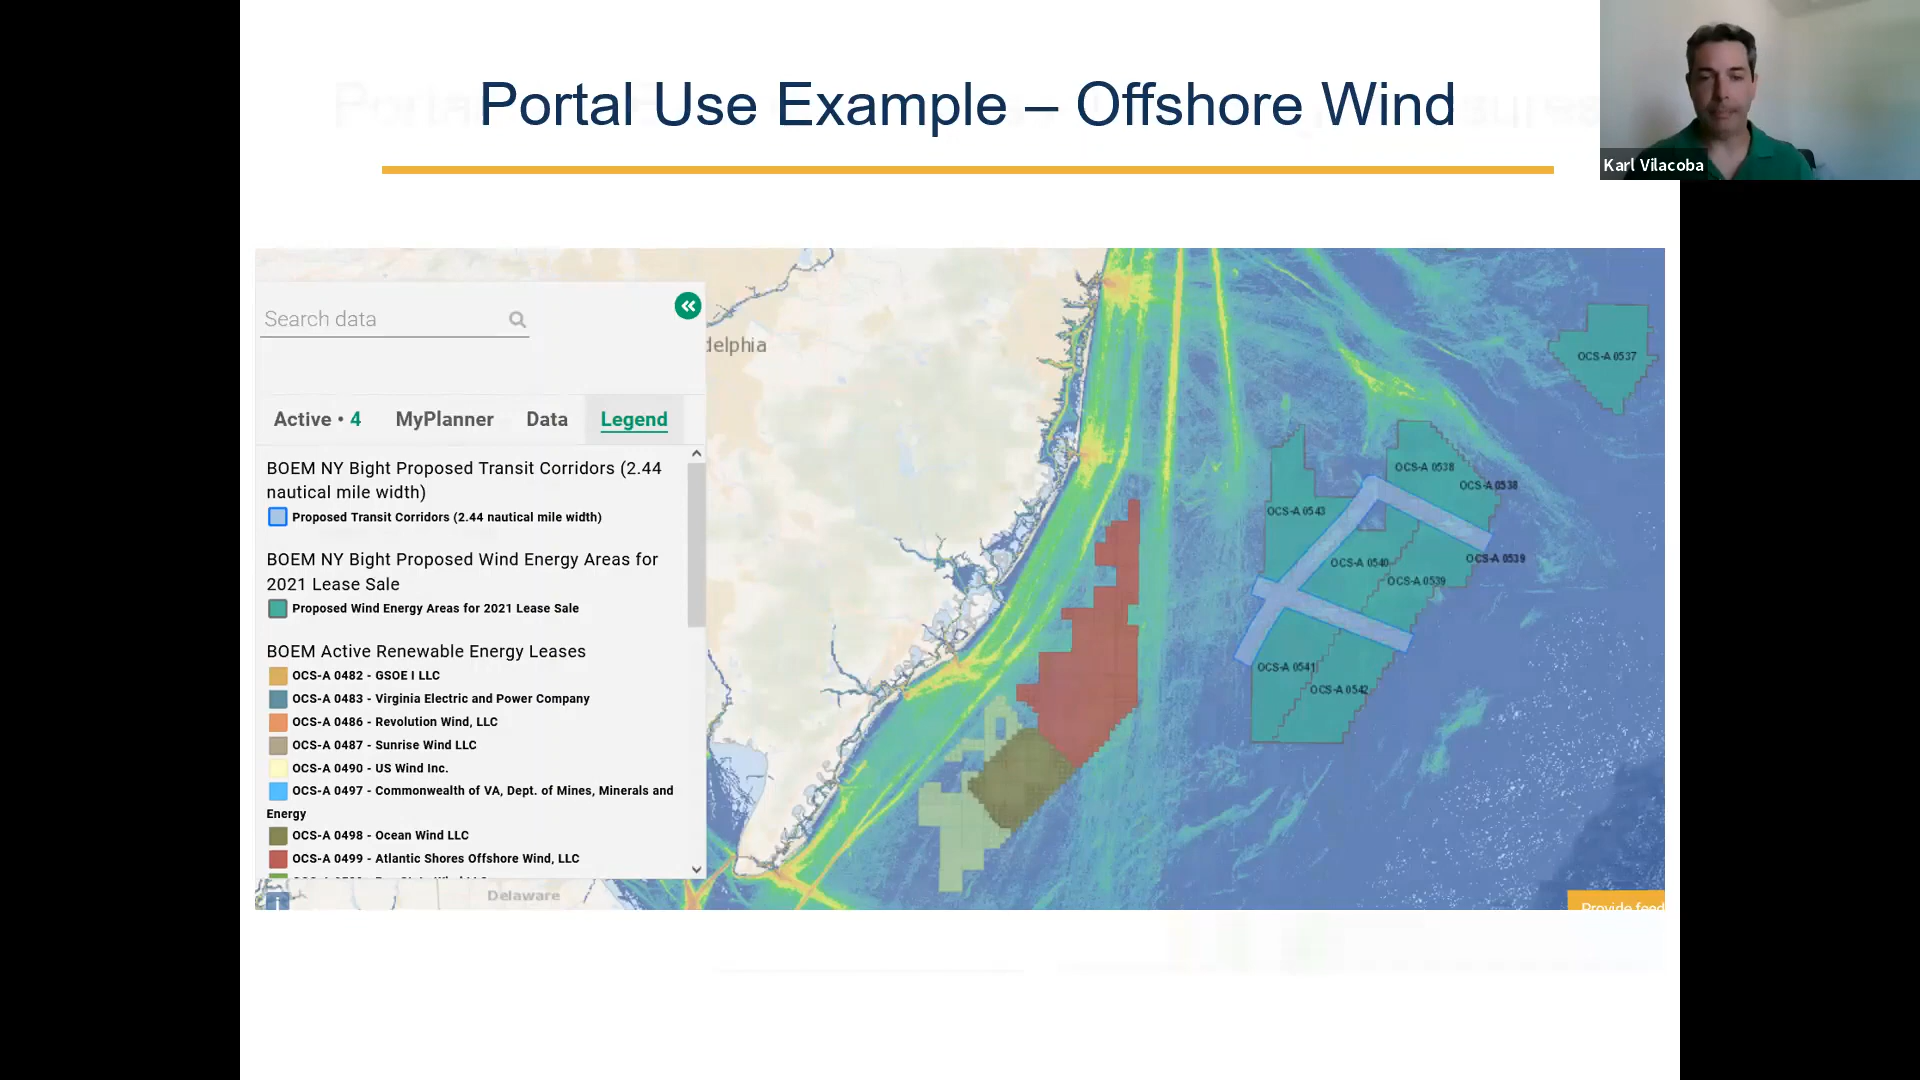 Portal Use Example – Offshore Wind
Karl Vilacoba
Search data
delphia
Active • 4 MyPlanner Data Legend
BOEM NY Bight Proposed Transit Corridors (2.44
nautical mile width)
Proposed Transit Corridors (2.44 nautical mile width)
BOEM NY Bight Proposed Wind Energy Areas for
2021 Lease Sale
Proposed Wind Energy Areas for 2021 Lease Sale
BOEM Active Renewable Energy Leases
OCS-A 0482 - GSOE I LLC
OCS-A 0483 - Virginia Electric and Power Company
OCS-A 0486 - Revolution Wind, LLC
OCS-A 0487 - Sunrise Wind LLC
OCS-A 0490 - US Wind Inc.
OCS-A 0497 - Commonwealth of VA, Dept. of Mines, Minerals and
Energy
OCS-A 0498 - Ocean Wind LLC
OCS-A 0499 - Atlantic Shores Offshore Wind, LLC
Delaware
OCS-A 0537
OCS-A 0538
OCS-A 0538
OCS-A 0543
OCS-A 0539
OCS-A 0540
OCS-A 0539
OCS-A 0541
OCS-A 0542
Provide feed